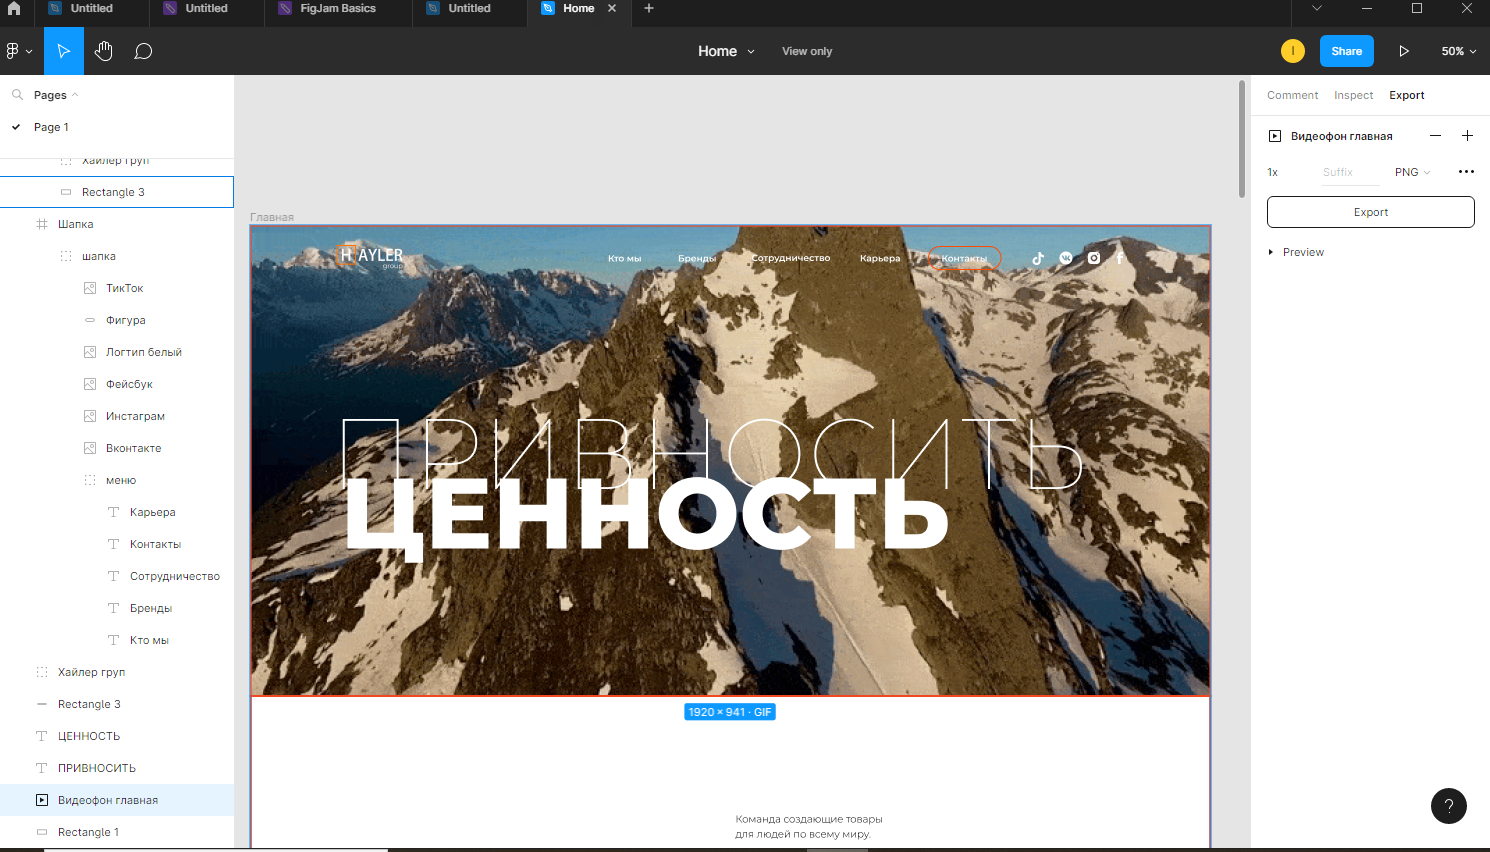 Untitled
Untitled
FigJam Basics
Untitled
Home
Home
View only
I
Share
50%
Pages
Page 1
Хайлер груп
Rectangle 3
Шапка
шапка
ТикТок
Фигура
Логтип белый
Фейсбук
Инстаграм
Вконтакте
меню
Карьера
Контакты
Сотрудничество
Бренды
Кто мы
Хайлер груп
Rectangle 3
ЦЕННОСТЬ
ПРИВНОСИТЬ
Видеофон главная
Rectangle 1
Главная
HAYLER
group
Кто мы
Бренды
Сотрудничество
Карьера
Контакты
ПРИВНОСИТЬ
ЦЕННОСТЬ
1920 × 941 · GIF
Команда создающие товары
для людей по всему миру.
Comment
Inspect
Export
Видеофон главная
1x
Suffix
PNG
Export
Preview
?